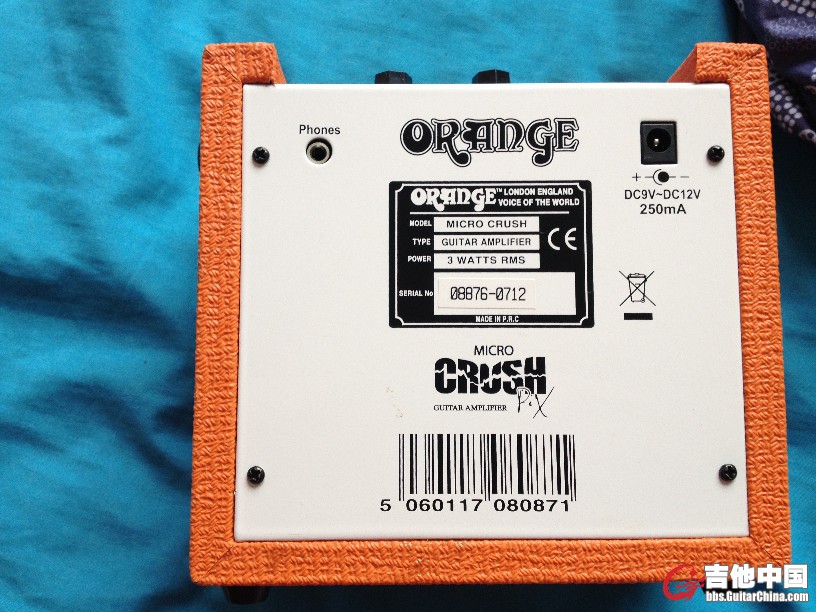 Phones
ORANGE
+ -
DC9V~DC12V
250mA
ORANGE™ LONDON ENGLAND
VOICE OF THE WORLD
MODEL MICRO CRUSH
TYPE GUITAR AMPLIFIER
POWER 3 WATTS RMS
CE
SERIAL No 08876-0712
MADE IN P.R.C
MICRO
CRUSH
PiX
GUITAR AMPLIFIER
5 060117 080871
吉他中国
bbs.GuitarChina.com